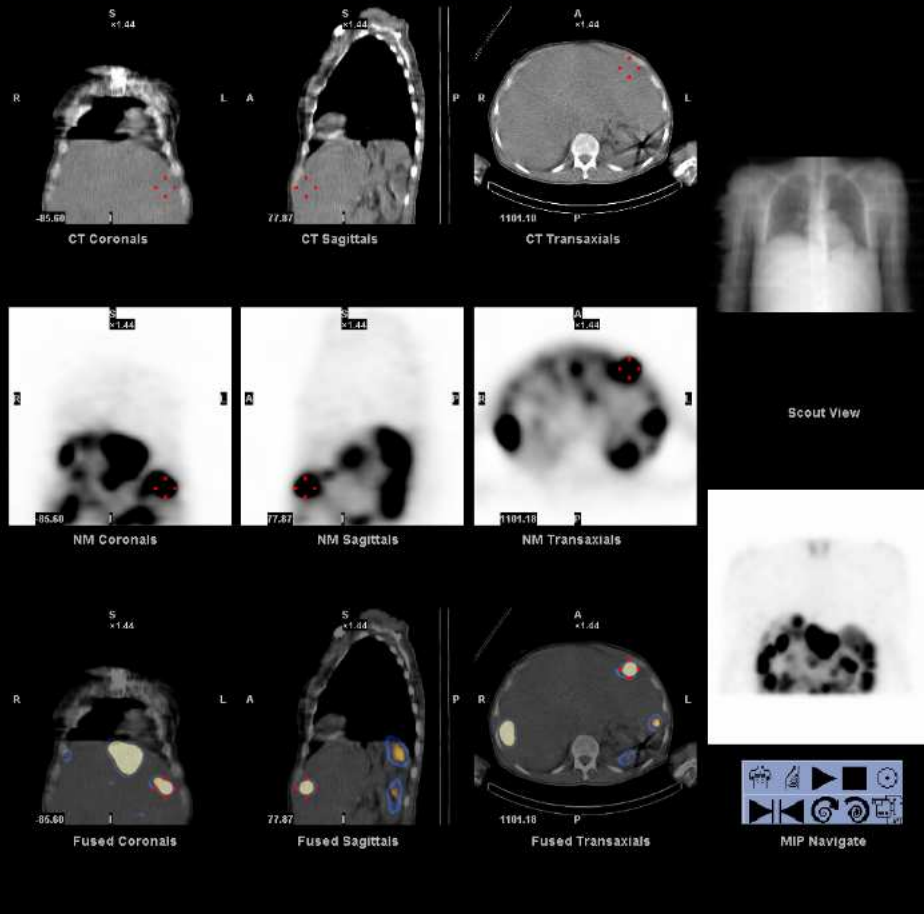 S
×1.44
S
×1.44
A
×1.44
R
L
A
P
R
L
-85.60
I
77.87
I
1101.18
P
CT Coronals
CT Sagittals
CT Transaxials
S
×1.44
S
×1.44
A
×1.44
R
L
A
P
R
L
Scout View
-85.60
I
77.87
I
1101.18
P
NM Coronals
NM Sagittals
NM Transaxials
S
×1.44
S
×1.44
A
×1.44
R
L
A
P
R
L
-85.60
I
77.87
I
1101.18
P
Fused Coronals
Fused Sagittals
Fused Transaxials
MIP Navigate